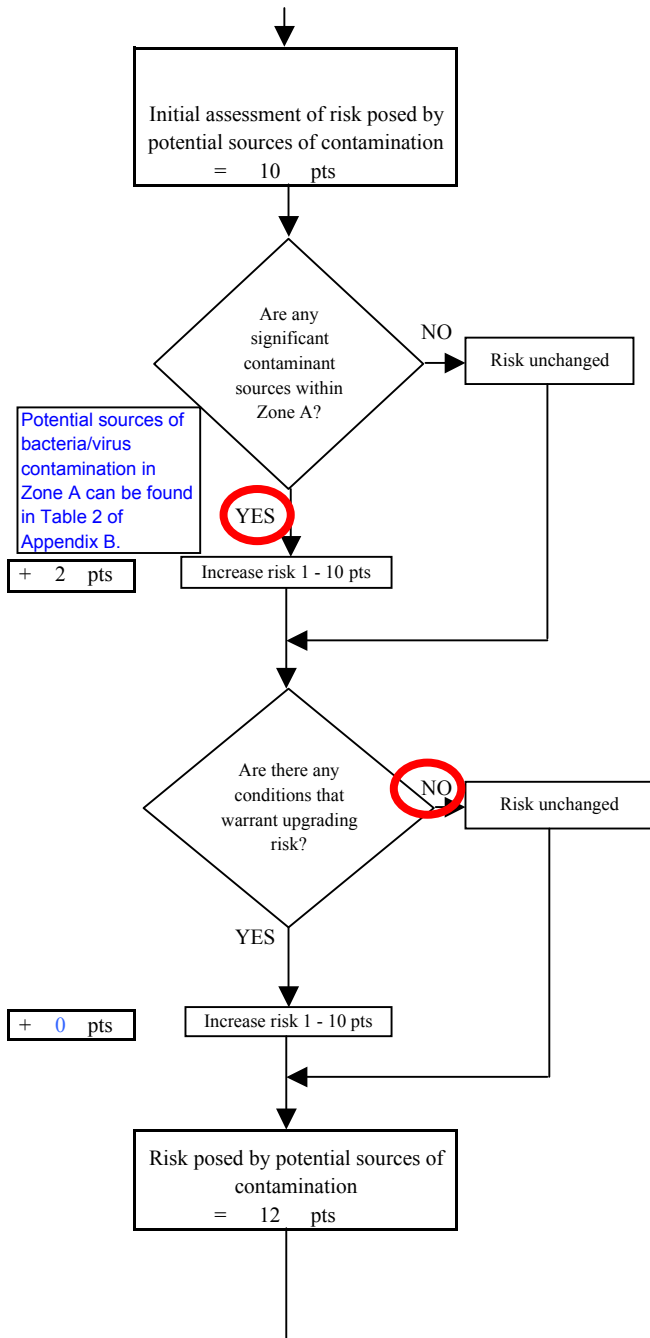 Initial assessment of risk posed by
potential sources of contamination
= 10 pts
Are any
significant
contaminant
sources within
Zone A?
NO
Risk unchanged
Potential sources of
bacteria/virus
contamination in
Zone A can be found
in Table 2 of
Appendix B.
YES
+ 2 pts
Increase risk 1 - 10 pts
Are there any
conditions that
warrant upgrading
risk?
NO
Risk unchanged
YES
+ 0 pts
Increase risk 1 - 10 pts
Risk posed by potential sources of
contamination
= 12 pts